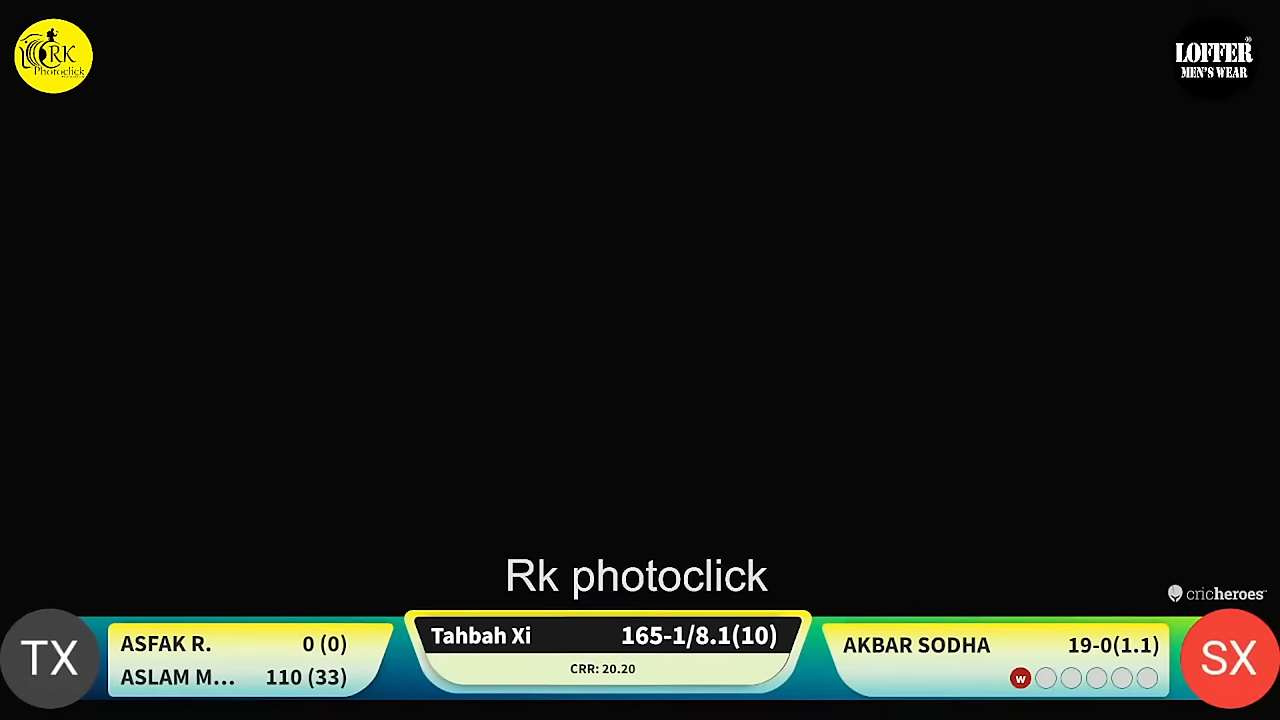 RK
Photoclick
LOFFER®
MEN'S WEAR
Rk photoclick
cricheroes™
TX
ASFAK R. 0 (0)
ASLAM M... 110 (33)
Tahbah Xi 165-1/8.1(10)
CRR: 20.20
AKBAR SODHA 19-0(1.1)
W
SX